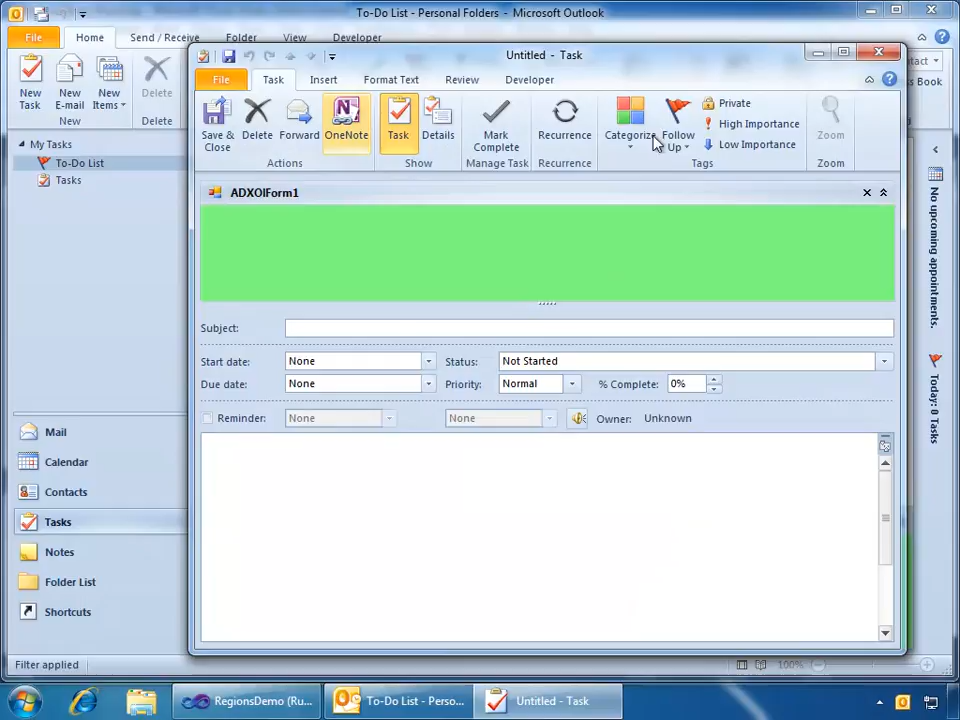 To-Do List - Personal Folders - Microsoft Outlook
File Home Send / Receive Folder View Developer
New Task
New E-mail
New Items
Delete
New
Delete
My Tasks
To-Do List
Tasks
Mail
Calendar
Contacts
Tasks
Notes
Folder List
Shortcuts
Filter applied
Untitled - Task
File Task Insert Format Text Review Developer
Save & Close
Delete
Forward
OneNote
Task
Details
Mark Complete
Recurrence
Categorize
Follow Up
Private
High Importance
Low Importance
Zoom
Actions Show Manage Task Recurrence Tags Zoom
ADXOlForm1
Subject:
Start date: None Status: Not Started
Due date: None Priority: Normal % Complete: 0%
Reminder: None None Owner: Unknown
No upcoming appointments.
Today: 0 Tasks
100%
RegionsDemo (Ru...
To-Do List - Perso...
Untitled - Task